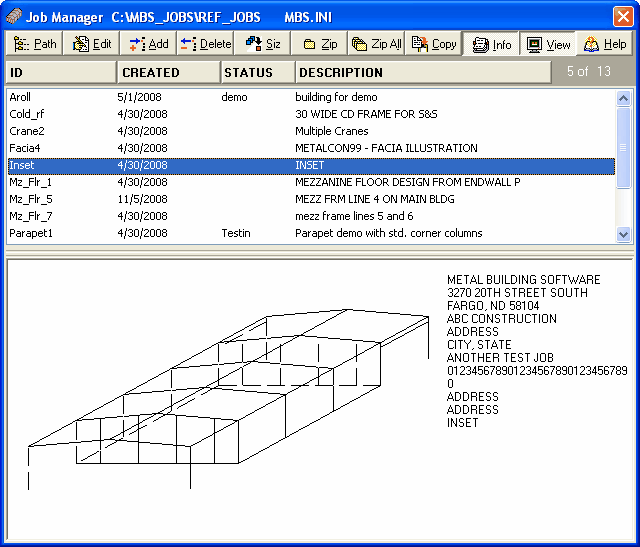 Job Manager C:\MBS_JOBS\REF_JOBS MBS.INI
Path Edit Add Delete Siz Zip Zip All Copy Info View Help
ID CREATED STATUS DESCRIPTION 5 of 13
Aroll 5/1/2008 demo building for demo
Cold_rf 4/30/2008 30 WIDE CD FRAME FOR S&S
Crane2 4/30/2008 Multiple Cranes
Facia4 4/30/2008 METALCON99 - FACIA ILLUSTRATION
Inset 4/30/2008 INSET
Mz_Flr_1 4/30/2008 MEZZANINE FLOOR DESIGN FROM ENDWALL P
Mz_Flr_5 11/5/2008 MEZZ FRM LINE 4 ON MAIN BLDG
Mz_Flr_7 4/30/2008 mezz frame lines 5 and 6
Parapet1 4/30/2008 Testin Parapet demo with std. corner columns
METAL BUILDING SOFTWARE
3270 20TH STREET SOUTH
FARGO, ND 58104
ABC CONSTRUCTION
ADDRESS
CITY, STATE
ANOTHER TEST JOB
012345678901234567890123456789
0
ADDRESS
ADDRESS
INSET